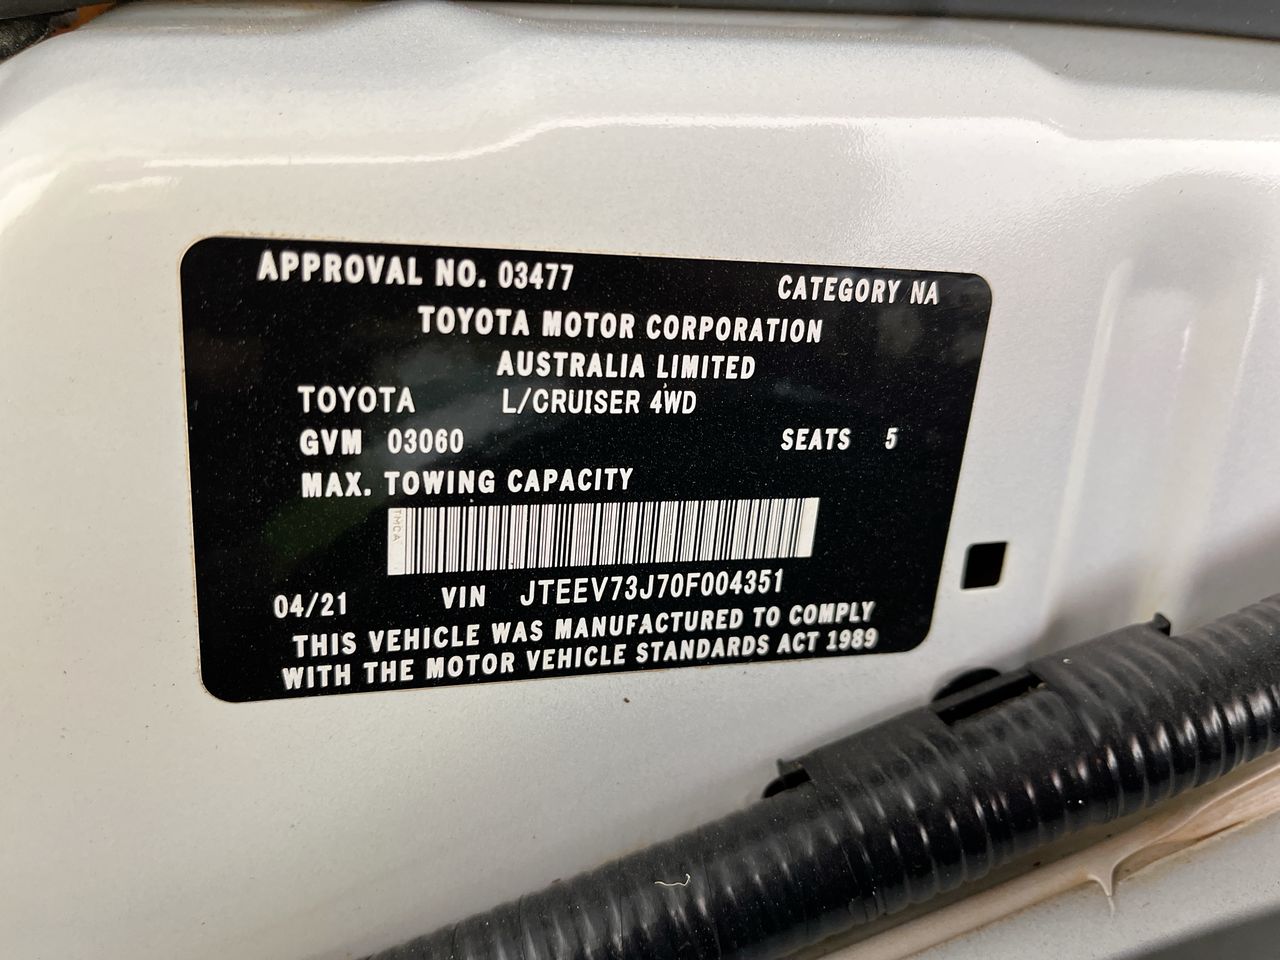 APPROVAL NO. 03477
CATEGORY NA
TOYOTA MOTOR CORPORATION
AUSTRALIA LIMITED
TOYOTA L/CRUISER 4WD
GVM 03060 SEATS 5
MAX. TOWING CAPACITY
TMCA
04/21 VIN JTEEV73J70F004351
THIS VEHICLE WAS MANUFACTURED TO COMPLY
WITH THE MOTOR VEHICLE STANDARDS ACT 1989